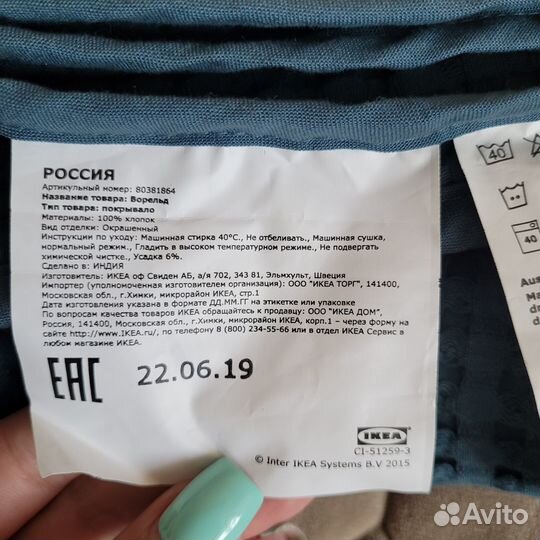 РОССИЯ
Артикульный номер: 80381864
Название товара: Ворельд
Тип товара: покрывало
Материалы: 100% хлопок
Вид отделки: Окрашенный
Инструкции по уходу: Машинная стирка 40°С., Не отбеливать., Машинная сушка,
нормальный режим., Гладить в высоком температурном режиме., Не подвергать
химической чистке., Усадка 6%.
Сделано в: ИНДИЯ
Изготовитель: ИКЕА оф Свиден АБ, а/я 702, 343 81, Эльмхульт, Швеция
Импортер (уполномоченная изготовителем организация): ООО "ИКЕА ТОРГ", 141400,
Московская обл., г.Химки, микрорайон ИКЕА, стр.1
Дата изготовления указана в формате ДД.ММ.ГГ на этикетке или упаковке
По вопросам качества товаров ИКЕА обращайтесь к продавцу: ООО "ИКЕА ДОМ",
Россия, 141400, Московская обл., г.Химки, микрорайон ИКЕА, корп.1 – через форму на
сайте http://www.IKEA.ru/, по телефону 8 (800) 234-55-66 или в отдел ИКЕА Сервис в
любом магазине ИКЕА.
ЕАС
22.06.19
IKEA
CI-51259-3
© Inter IKEA Systems B.V 2015
40
40
Aus
Ma
de
d
Avito